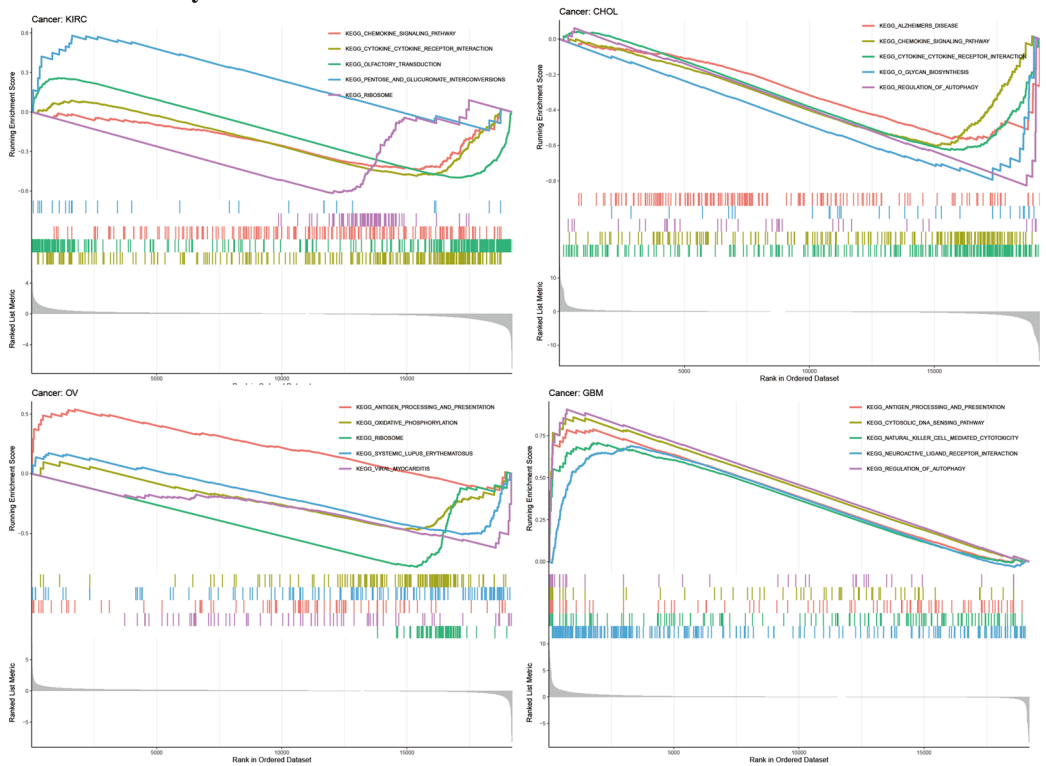 Cancer: KIRC
KEGG_CHEMOKINE_SIGNALING_PATHWAY
KEGG_CYTOKINE_CYTOKINE_RECEPTOR_INTERACTION
KEGG_OLFACTORY_TRANSDUCTION
KEGG_PENTOSE_AND_GLUCURONATE_INTERCONVERSIONS
KEGG_RIBOSOME
Running Enrichment Score
0.6
0.3
0.0
-0.3
-0.6
Ranked List Metric
4
0
-4
5000
10000
15000
Rank in Ordered Dataset
Cancer: CHOL
KEGG_ALZHEIMERS_DISEASE
KEGG_CHEMOKINE_SIGNALING_PATHWAY
KEGG_CYTOKINE_CYTOKINE_RECEPTOR_INTERACTION
KEGG_O_GLYCAN_BIOSYNTHESIS
KEGG_REGULATION_OF_AUTOPHAGY
Running Enrichment Score
0.0
-0.4
-0.8
Ranked List Metric
10
0
-10
5000
10000
15000
Rank in Ordered Dataset
Cancer: OV
KEGG_ANTIGEN_PROCESSING_AND_PRESENTATION
KEGG_OXIDATIVE_PHOSPHORYLATION
KEGG_RIBOSOME
KEGG_SYSTEMIC_LUPUS_ERYTHEMATOSUS
KEGG_VIRAL_MYOCARDITIS
Running Enrichment Score
0.5
0.0
-0.5
Ranked List Metric
5
0
-5
5000
10000
15000
Rank in Ordered Dataset
Cancer: GBM
KEGG_ANTIGEN_PROCESSING_AND_PRESENTATION
KEGG_CYTOSOLIC_DNA_SENSING_PATHWAY
KEGG_NATURAL_KILLER_CELL_MEDIATED_CYTOTOXICITY
KEGG_NEUROACTIVE_LIGAND_RECEPTOR_INTERACTION
KEGG_REGULATION_OF_AUTOPHAGY
Running Enrichment Score
0.75
0.50
0.25
0.00
Ranked List Metric
10
5
0
-5
5000
10000
15000
Rank in Ordered Dataset